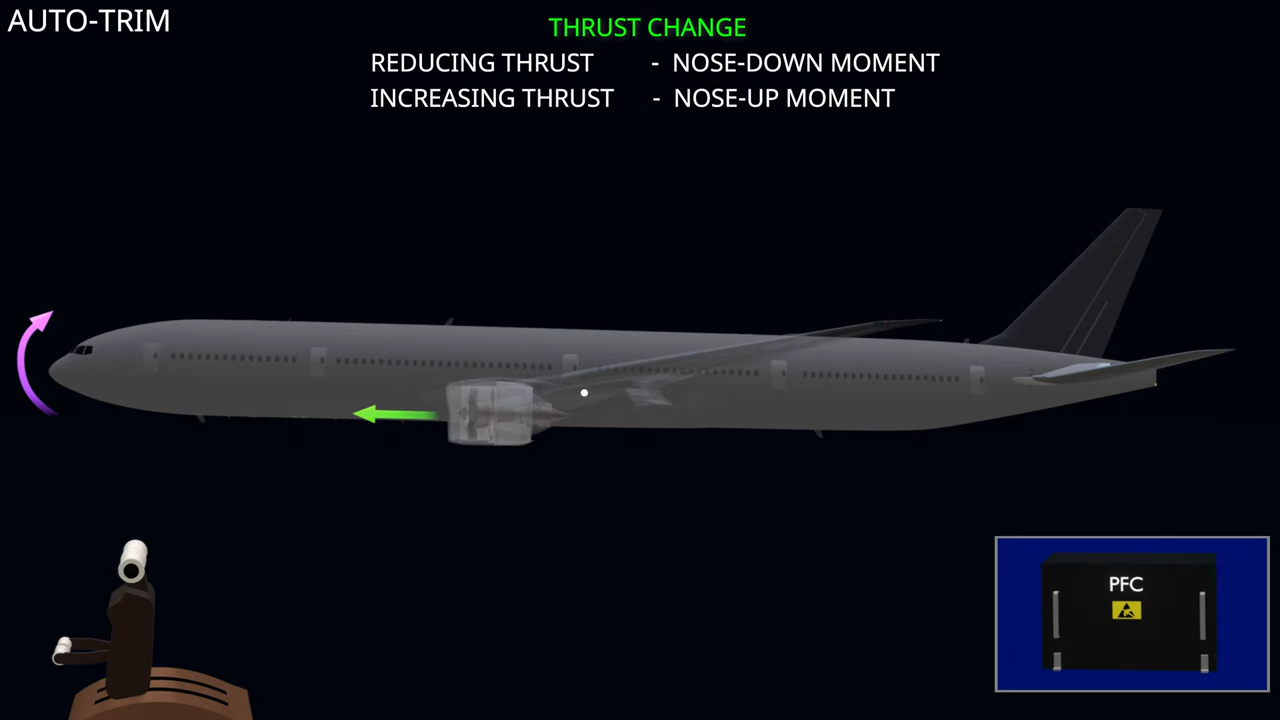 AUTO-TRIM
THRUST CHANGE
REDUCING THRUST - NOSE-DOWN MOMENT
INCREASING THRUST - NOSE-UP MOMENT
PFC